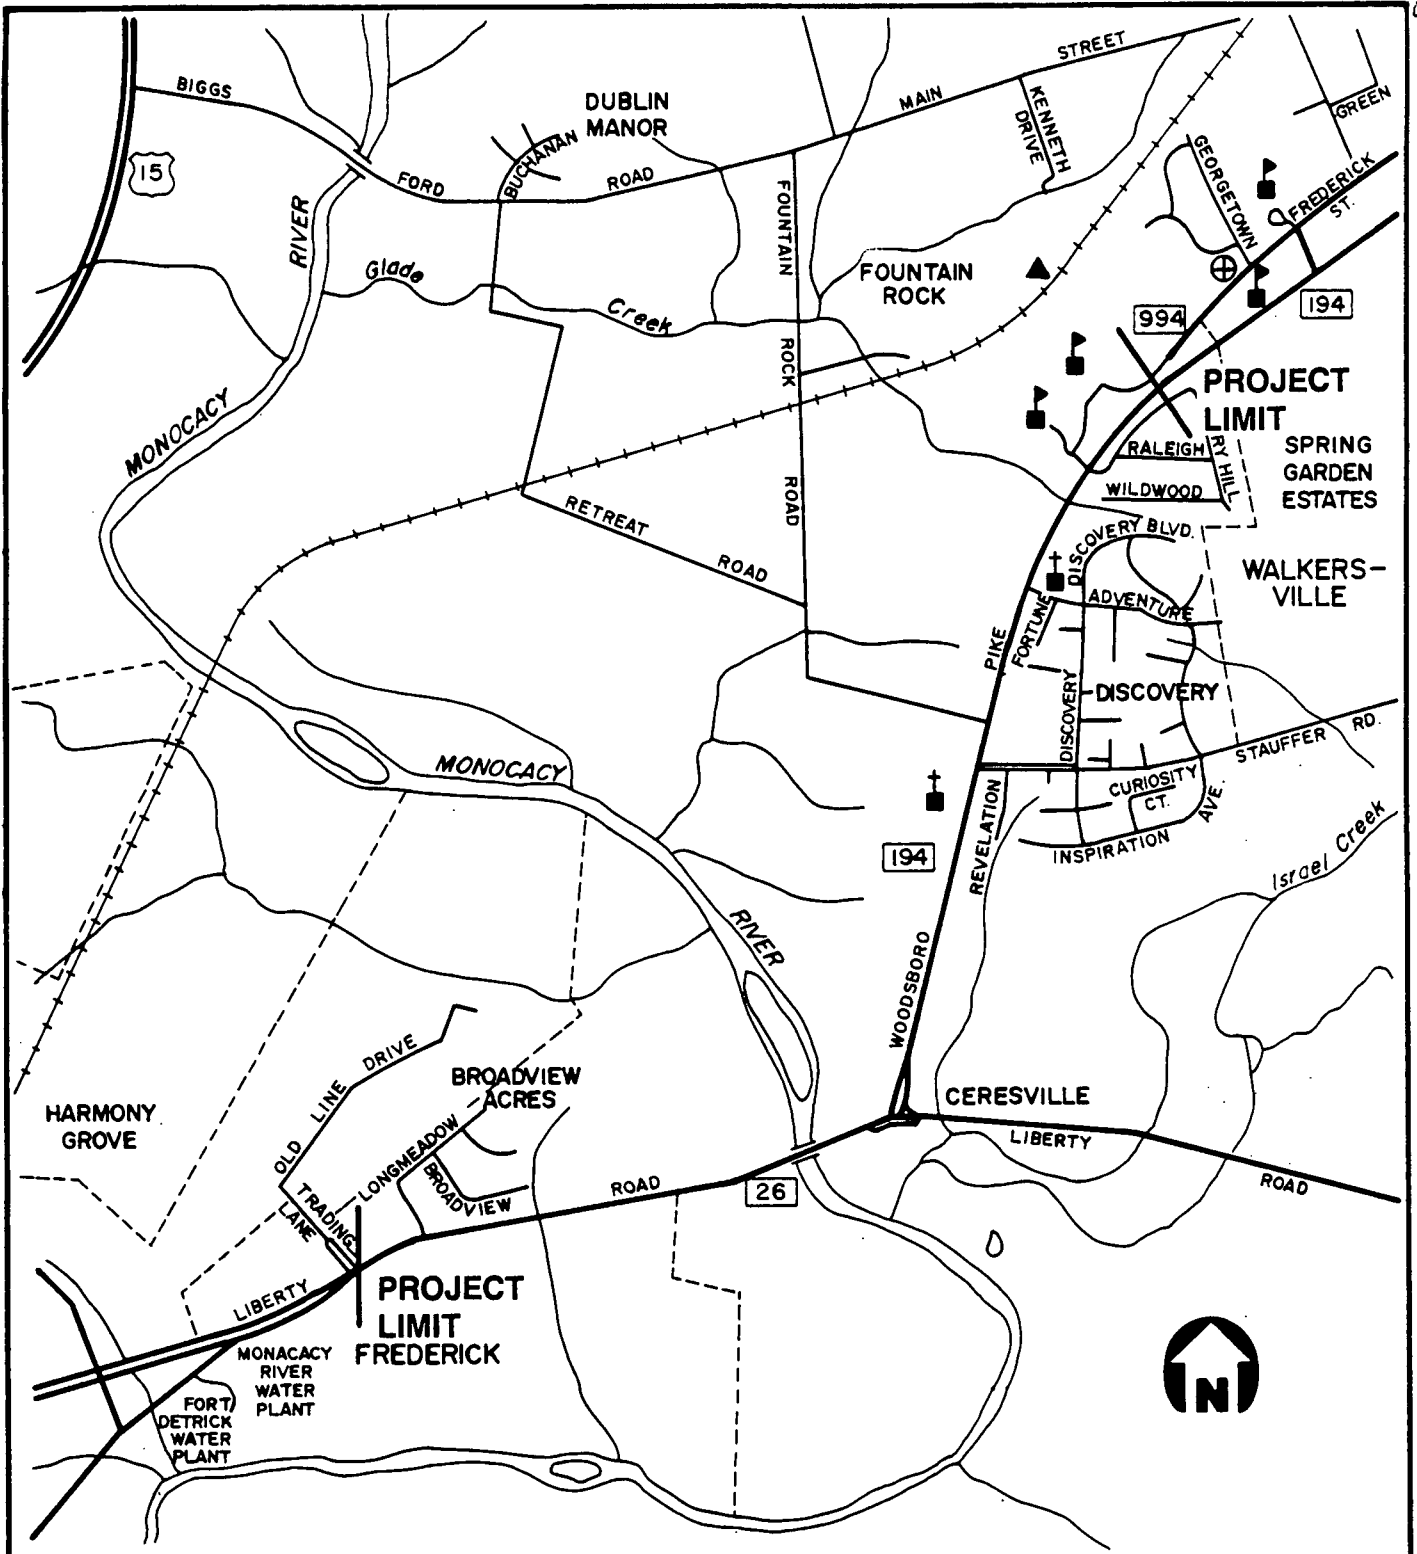 STREET
MAIN
BIGGS
DUBLIN
MANOR
KENNETH
DRIVE
GREEN
BUCHANAN
GEORGETOWN
15
FORD
ROAD
FREDERICK
ST.
RIVER
FOUNTAIN
Glade
FOUNTAIN
ROCK
Creek
194
994
ROCK
PROJECT
LIMIT
MONOCACY
RALEIGH
RY HILL
SPRING
GARDEN
ESTATES
WILDWOOD
ROAD
RETREAT
ROAD
DISCOVERY BLVD.
WALKERS-
VILLE
ADVENTURE
FORTUNE
PIKE
DISCOVERY
DISCOVERY
STAUFFER RD.
MONOCACY
CURIOSITY
CT.
AVE.
REVELATION
INSPIRATION
Israel Creek
194
RIVER
WOODSBORO
OLD LINE DRIVE
BROADVIEW
ACRES
CERESVILLE
HARMONY
GROVE
LIBERTY
LONGMEADOW
BROADVIEW
ROAD
26
ROAD
TRADING
LANE
LIBERTY
PROJECT
LIMIT
FREDERICK
MONACACY
RIVER
WATER
PLANT
FORT
DETRICK
WATER
PLANT
N